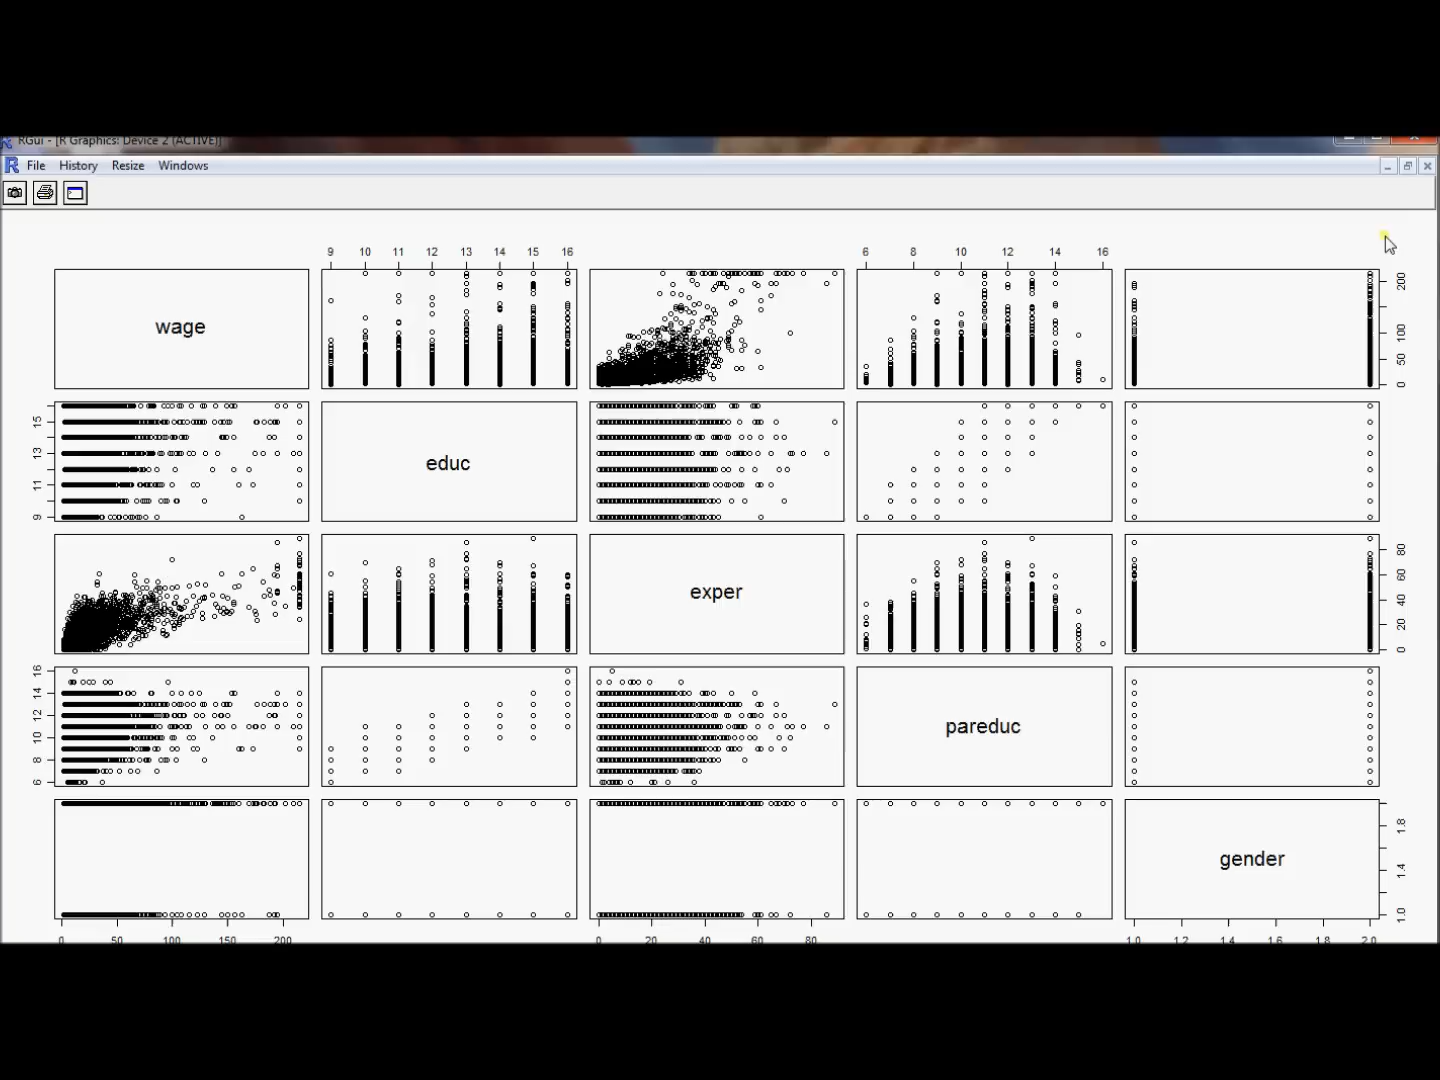 RGui - [R Graphics: Device 2 (ACTIVE)]
File History Resize Windows
9 10 11 12 13 14 15 16 6 8 10 12 14 16
wage
0 50 100 200
9 11 13 15
educ
exper
0 20 40 60 80
6 8 10 12 14 16
pareduc
gender
1.0 1.4 1.8
0 50 100 150 200 0 20 40 60 80 1.0 1.2 1.4 1.6 1.8 2.0